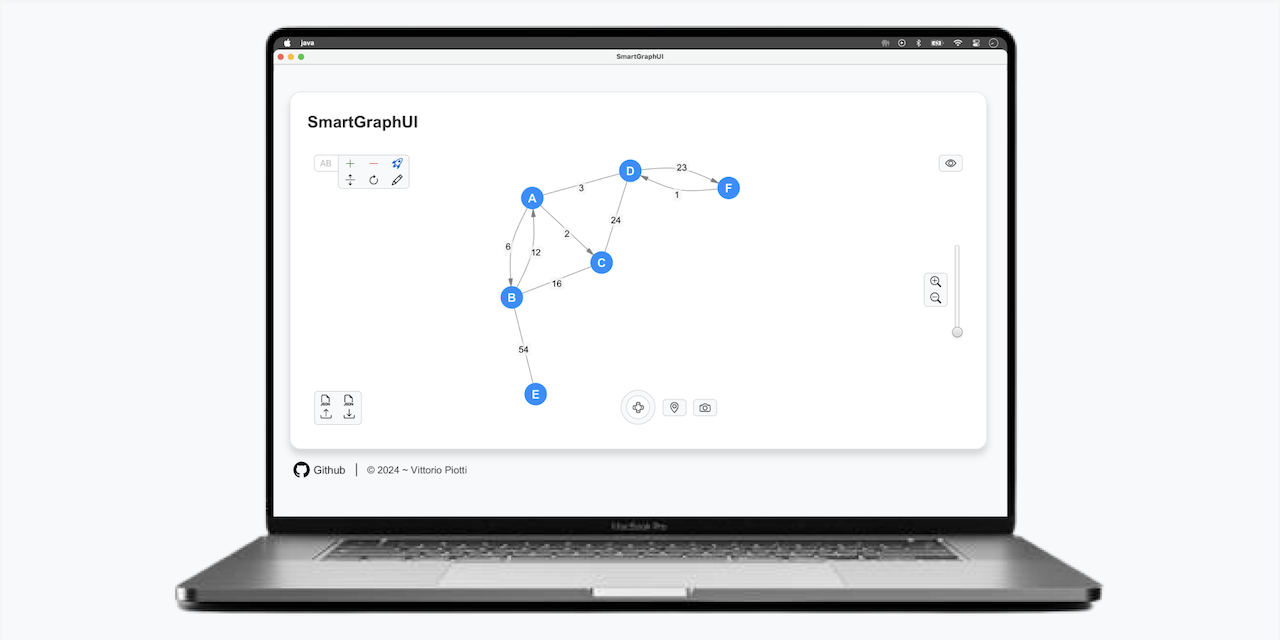 java
SmartGraphUI
SmartGraphUI
AB
D
23
F
3
1
A
24
6
2
12
C
16
B
54
E
JSON JSON
Github | © 2024 ~ Vittorio Piotti
MacBook Pro